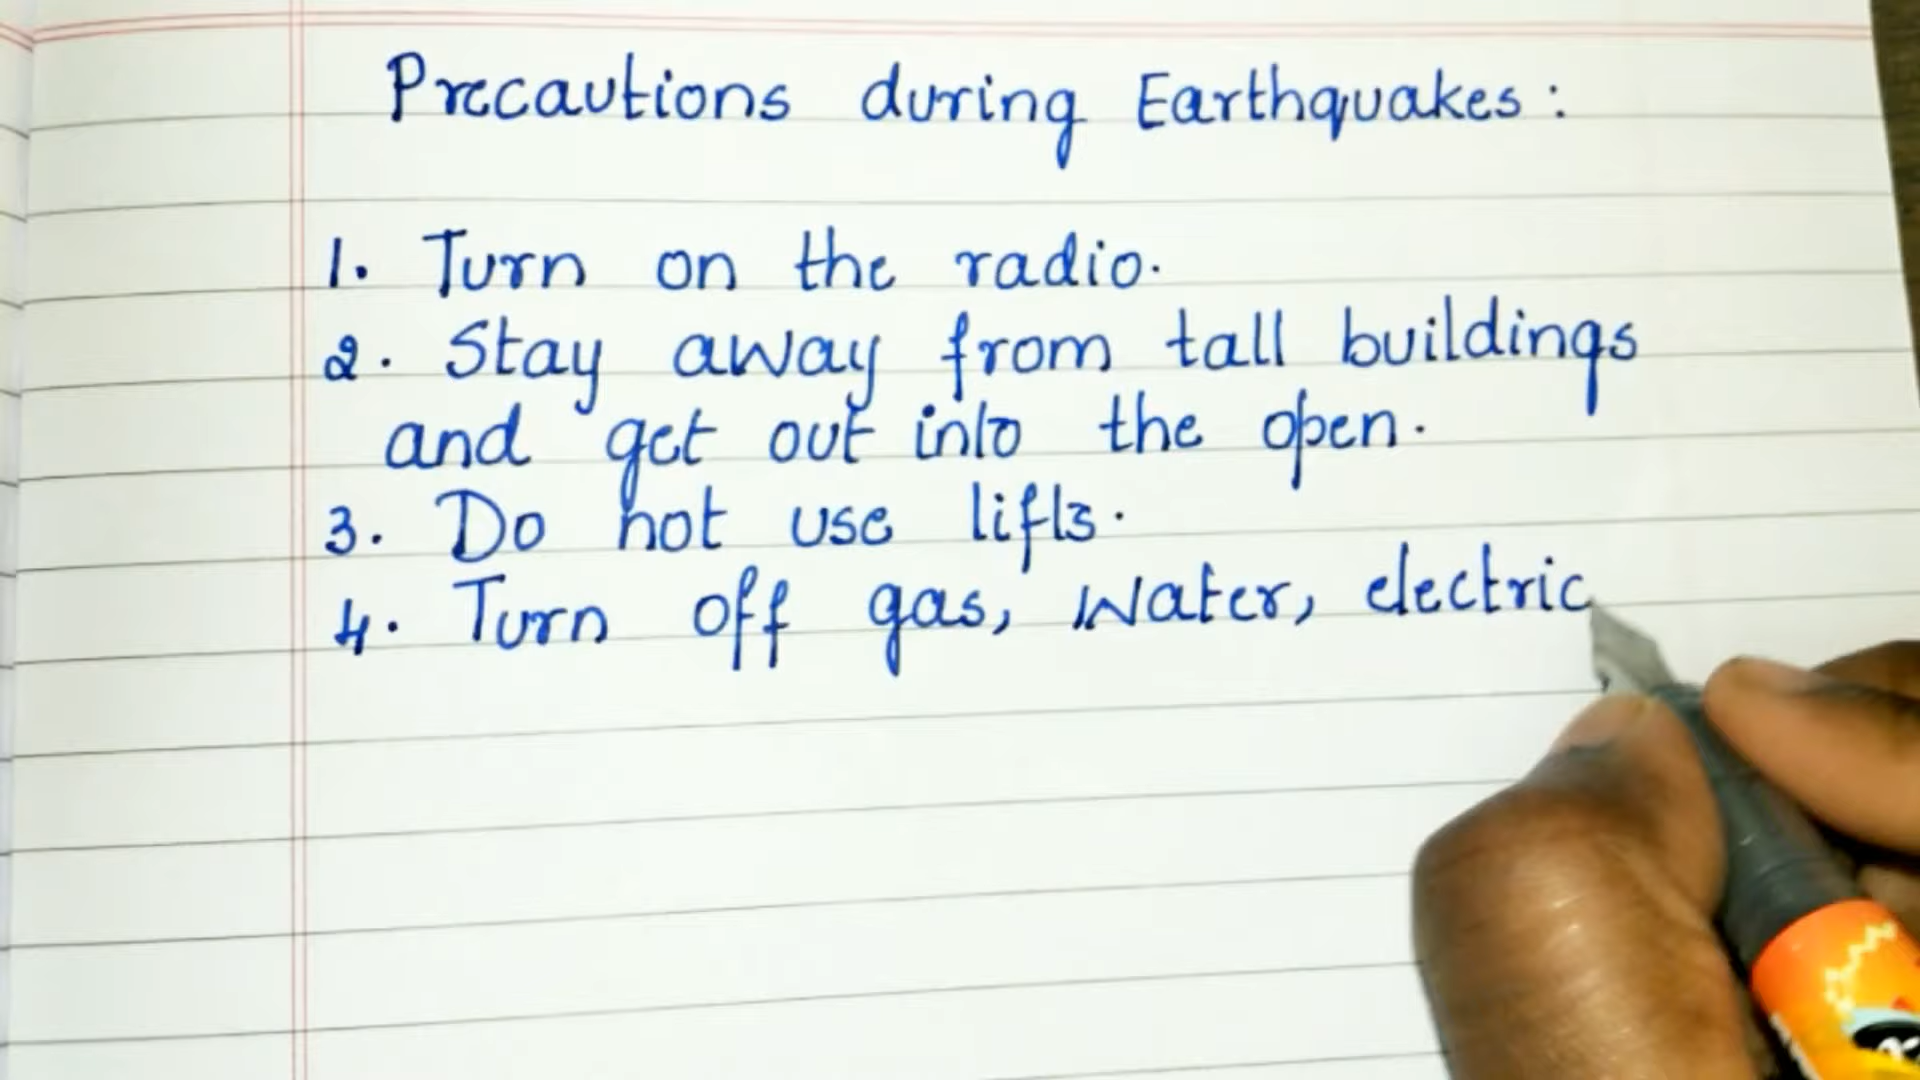 Precautions during Earthquakes:
1. Turn on the radio.
2. Stay away from tall buildings
and get out into the open.
3. Do not use lifts.
4. Turn off gas, water, electric